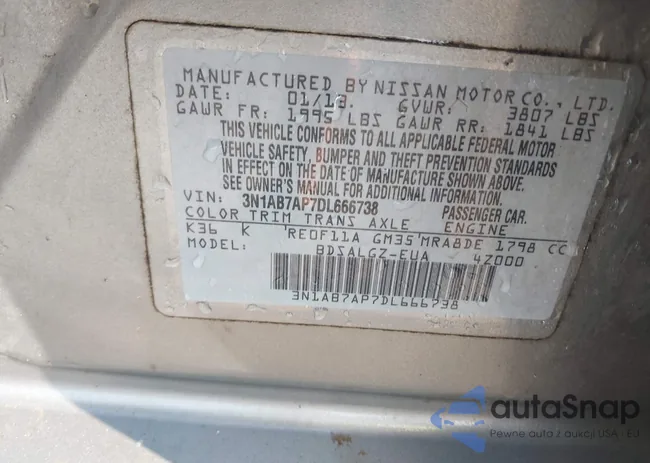 MANUFACTURED BY NISSAN MOTOR CO., LTD.
DATE: 01/13. GVWR: 3807 LBS
GAWR FR: 1995 LBS GAWR RR: 1841 LBS
THIS VEHICLE CONFORMS TO ALL APPLICABLE FEDERAL MOTOR
VEHICLE SAFETY, BUMPER AND THEFT PREVENTION STANDARDS
IN EFFECT ON THE DATE OF MANUFACTURE SHOWN ABOVE.
SEE OWNER'S MANUAL FOR ADDITIONAL INFORMATION.
VIN: 3N1AB7AP7DL666738 PASSENGER CAR.
COLOR TRIM TRANS AXLE ENGINE
K36 K RE0F11A GM35 MRA8DE 1798 CC
MODEL: BDSALGZ-EUA 4Z000
3N1AB7AP7DL666738
autaSnap
Pewne auta z aukcji USA - EU